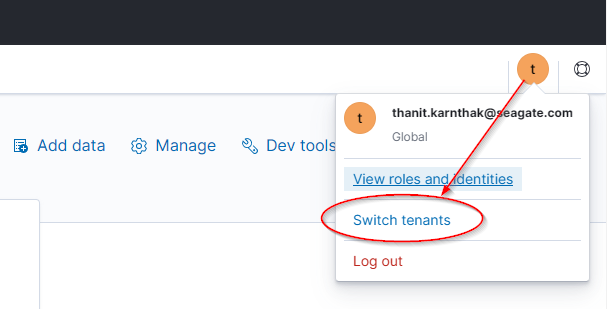 t
Add data
Manage
Dev tools
t
thanit.karnthak@seagate.com
Global
View roles and identities
Switch tenants
Log out